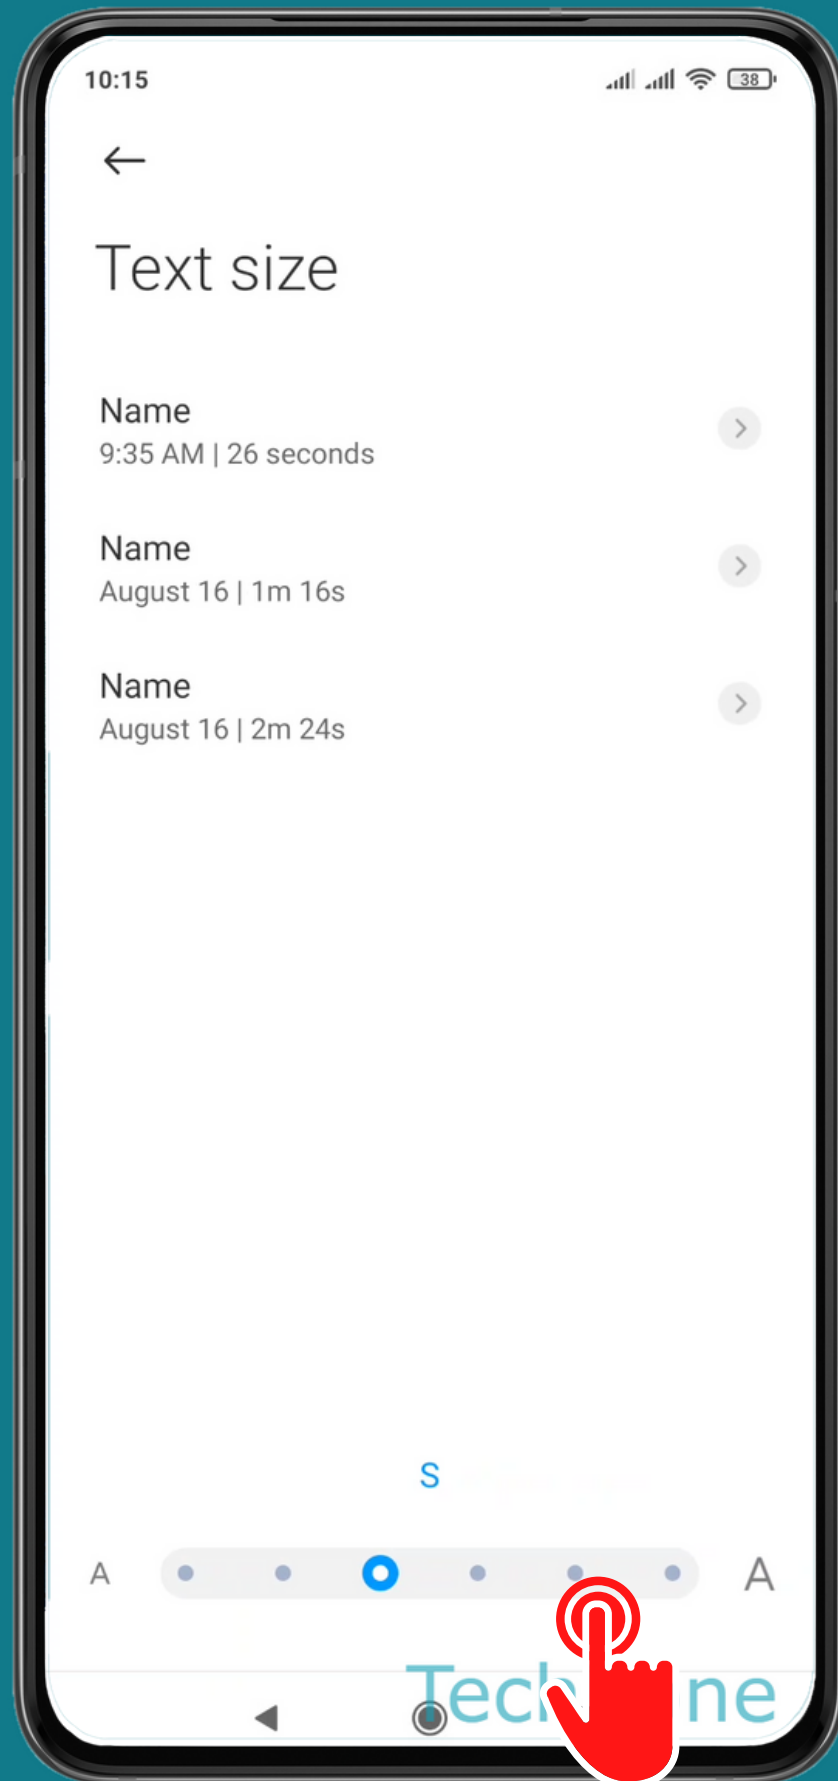 10:15
38
Text size
Name
9:35 AM | 26 seconds
Name
August 16 | 1m 16s
Name
August 16 | 2m 24s
S
A
A